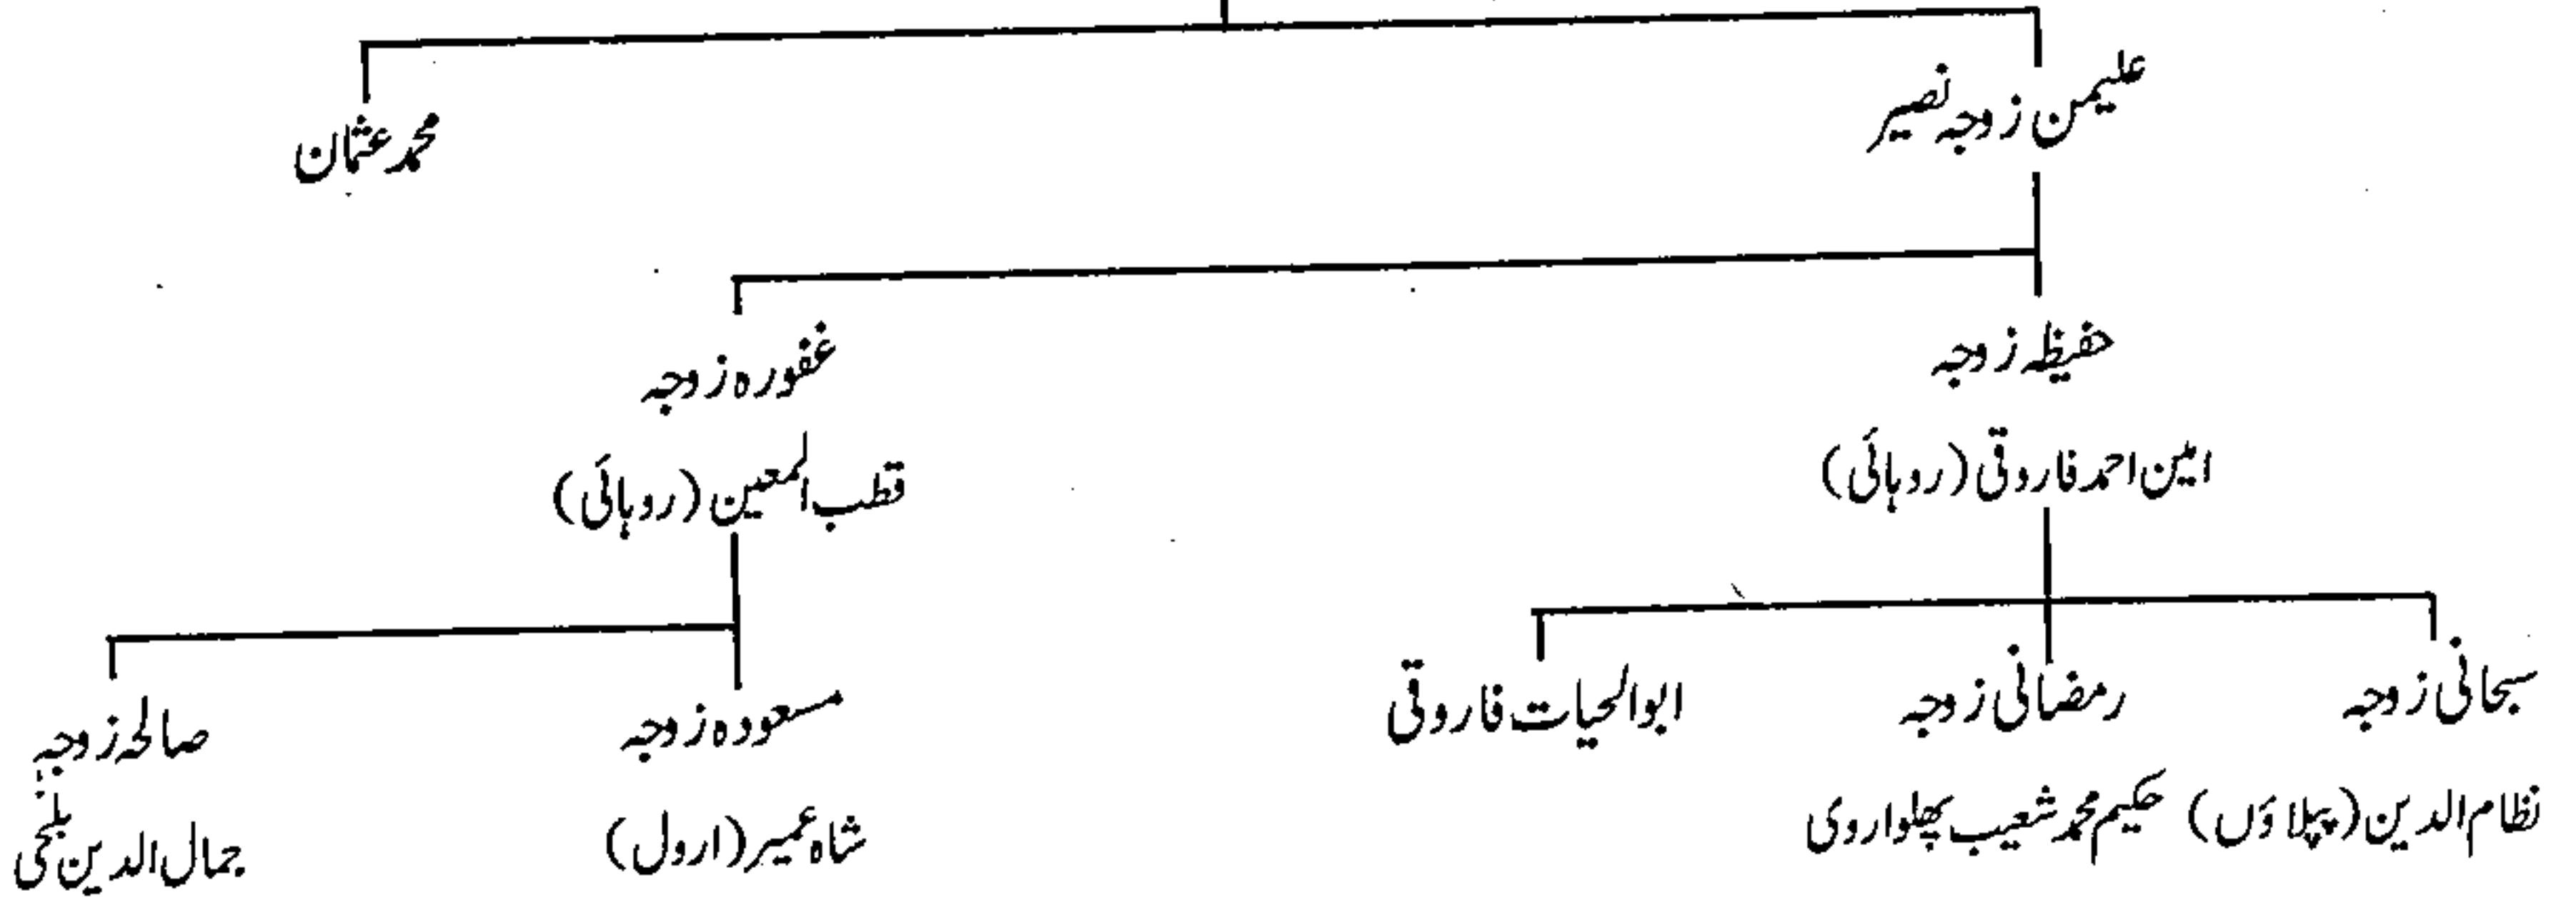 علیمن زوجہ نصیر
محمد عثمان
حفیظہ زوجہ
امین احمد فاروقی (روہائی)
غفورہ زوجہ
قطب المعین (روہائی)
سبحانی زوجہ
نظام الدین (پہلاؤں)
رمضانی زوجہ
حکیم محمد شعیب پھلواروی
ابوالحیات فاروقی
مسعودہ زوجہ
شاہ عمیر (ارول)
صالحہ زوجہ
جمال الدین بلخی